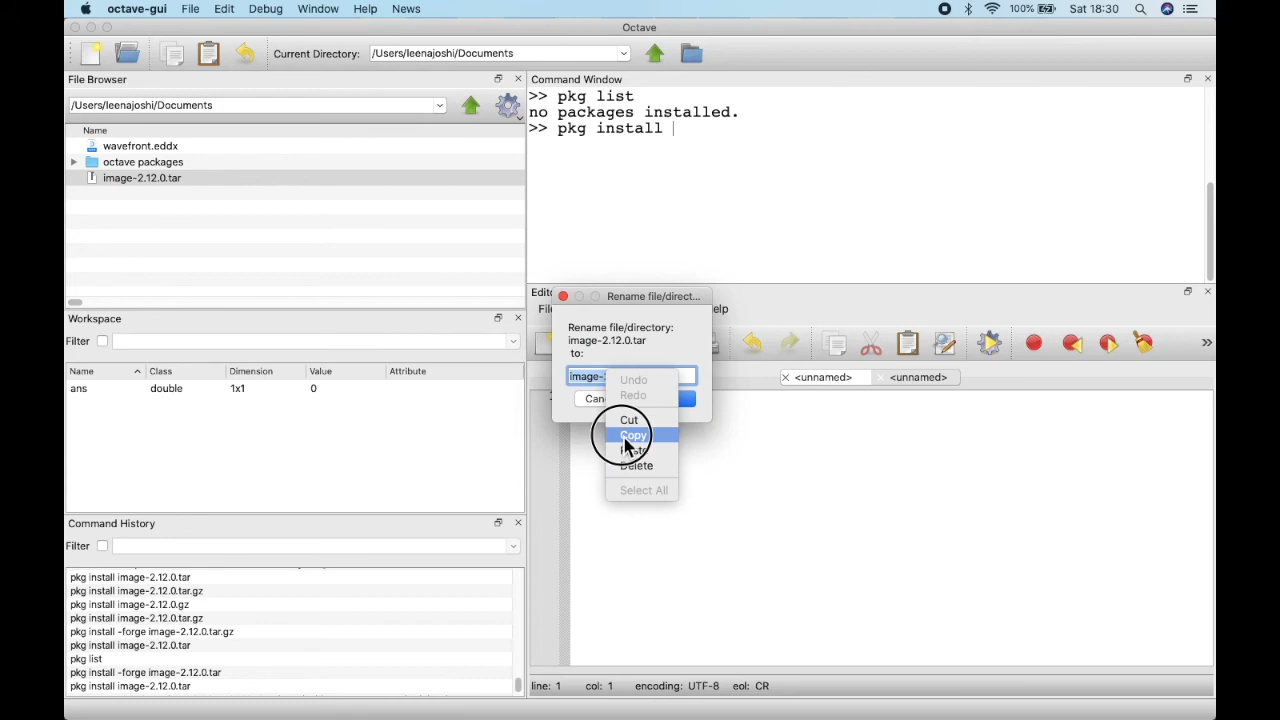 octave-gui File Edit Debug Window Help News 100% Sat 18:30
Octave
Current Directory: /Users/leenajoshi/Documents
File Browser
/Users/leenajoshi/Documents
Name
wavefront.eddx
octave packages
image-2.12.0.tar
Workspace
Filter
Name Class Dimension Value Attribute
ans double 1x1 0
Command History
Filter
pkg install image-2.12.0.tar
pkg install image-2.12.0.tar.gz
pkg install image-2.12.0.gz
pkg install image-2.12.0.tar.gz
pkg install -forge image-2.12.0.tar.gz
pkg install image-2.12.0.tar
pkg list
pkg install -forge image-2.12.0.tar
pkg install image-2.12.0.tar
Command Window
>> pkg list
no packages installed.
>> pkg install
Rename file/direct...
Rename file/directory:
image-2.12.0.tar
to:
image-
Undo
Redo
Cut
Copy
Delete
Select All
<unnamed> <unnamed>
line: 1 col: 1 encoding: UTF-8 eol: CR